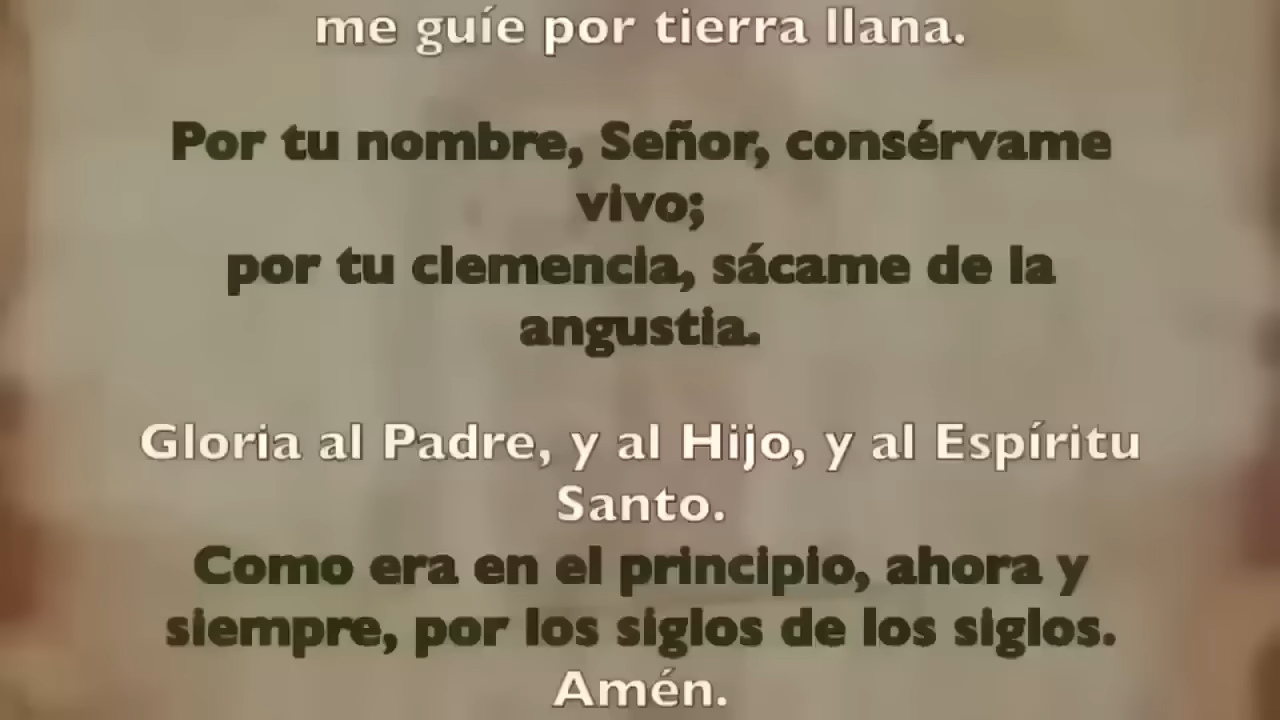 me guíe por tierra llana.
Por tu nombre, Señor, consérvame
vivo;
por tu clemencia, sácame de la
angustia.
Gloria al Padre, y al Hijo, y al Espíritu
Santo.
Como era en el principio, ahora y
siempre, por los siglos de los siglos.
Amén.